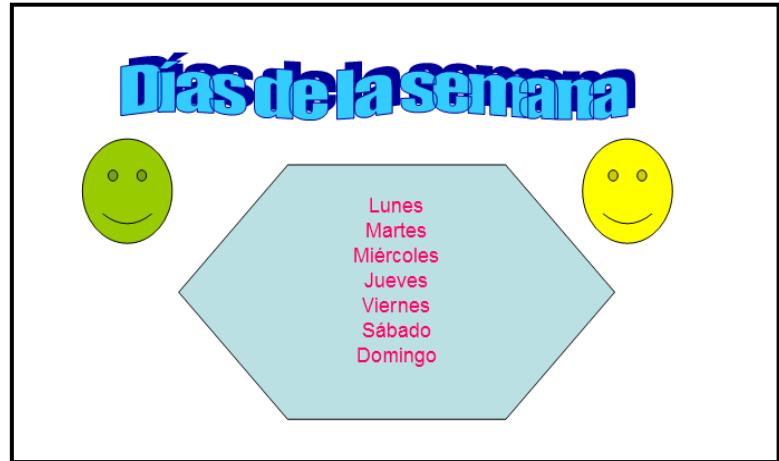 Días de la semana
Lunes
Martes
Miércoles
Jueves
Viernes
Sábado
Domingo